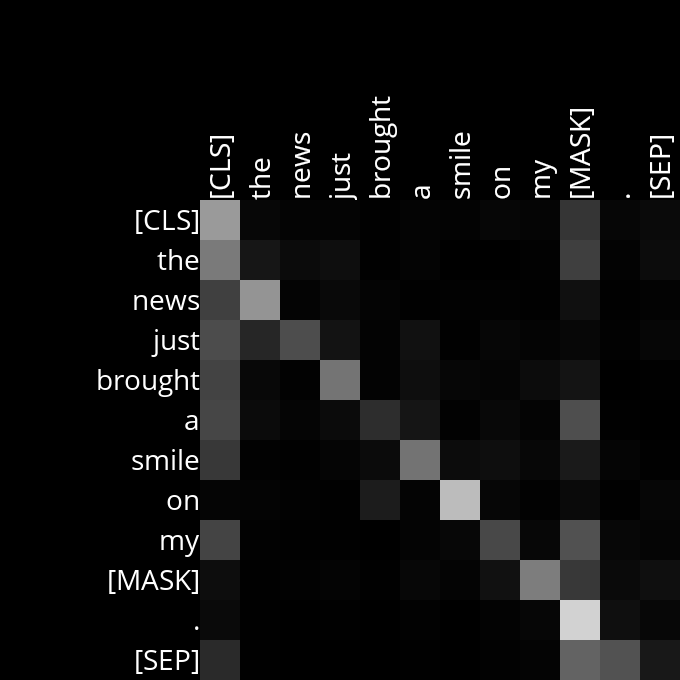 [CLS] the news just brought a smile on my [MASK] . [SEP]
[CLS]
the
news
just
brought
a
smile
on
my
[MASK]
.
[SEP]